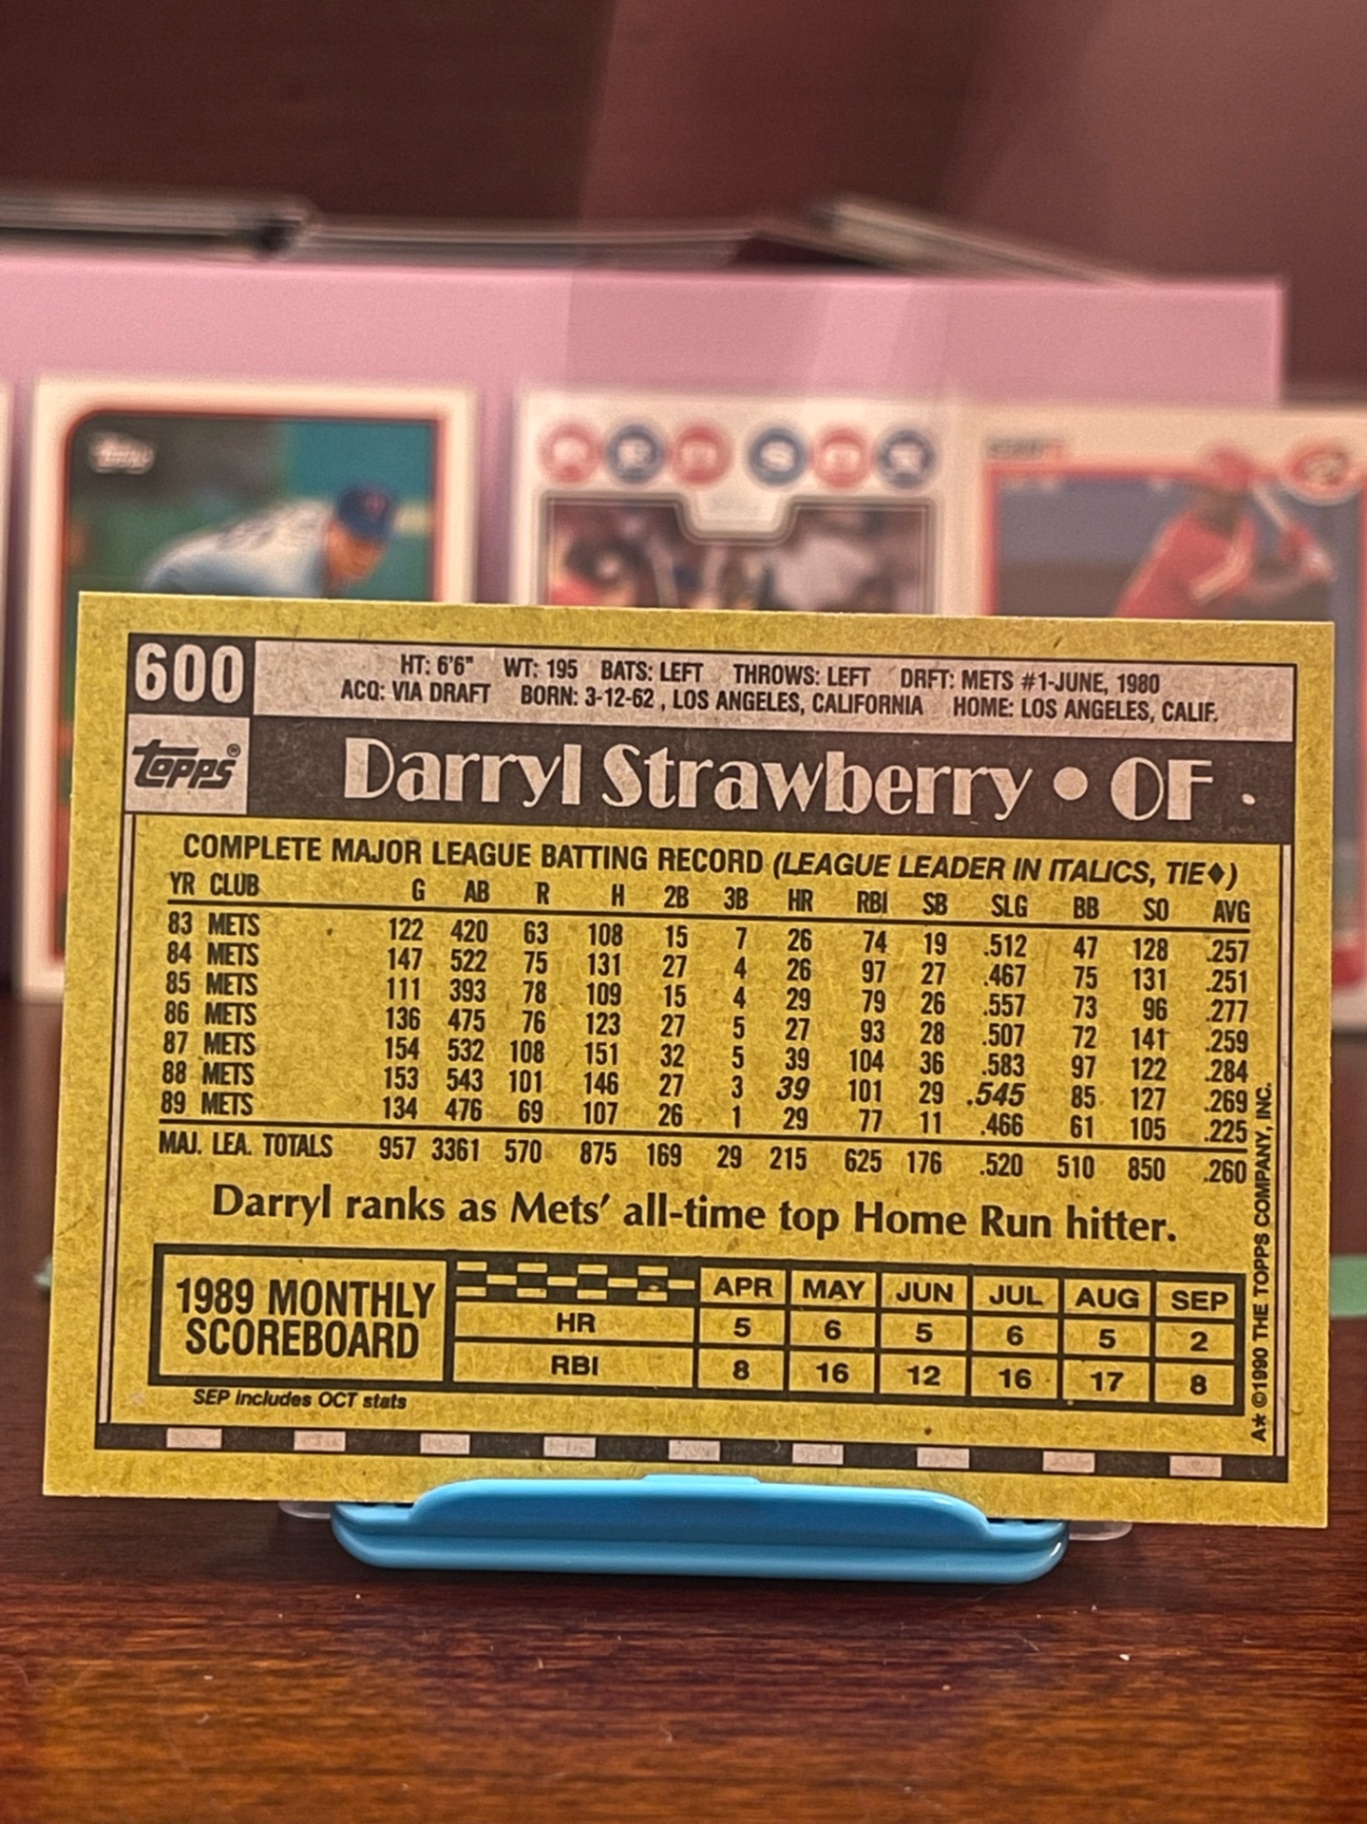 Topps
RED SOX
600
HT: 6'6" WT: 195 BATS: LEFT THROWS: LEFT DRFT: METS #1-JUNE, 1980
ACQ: VIA DRAFT BORN: 3-12-62 , LOS ANGELES, CALIFORNIA HOME: LOS ANGELES, CALIF.
topps®
Darryl Strawberry • OF
COMPLETE MAJOR LEAGUE BATTING RECORD (LEAGUE LEADER IN ITALICS, TIE♦)
YR CLUB G AB R H 2B 3B HR RBI SB SLG BB SO AVG
83 METS 122 420 63 108 15 7 26 74 19 .512 47 128 .257
84 METS 147 522 75 131 27 4 26 97 27 .467 75 131 .251
85 METS 111 393 78 109 15 4 29 79 26 .557 73 96 .277
86 METS 136 475 76 123 27 5 27 93 28 .507 72 141 .259
87 METS 154 532 108 151 32 5 39 104 36 .583 97 122 .284
88 METS 153 543 101 146 27 3 39 101 29 .545 85 127 .269
89 METS 134 476 69 107 26 1 29 77 11 .466 61 105 .225
MAJ. LEA. TOTALS 957 3361 570 875 169 29 215 625 176 .520 510 850 .260
Darryl ranks as Mets' all-time top Home Run hitter.
1989 MONTHLY
SCOREBOARD
APR MAY JUN JUL AUG SEP
HR 5 6 5 6 5 2
RBI 8 16 12 16 17 8
SEP includes OCT stats
A* ©1990 THE TOPPS COMPANY, INC.